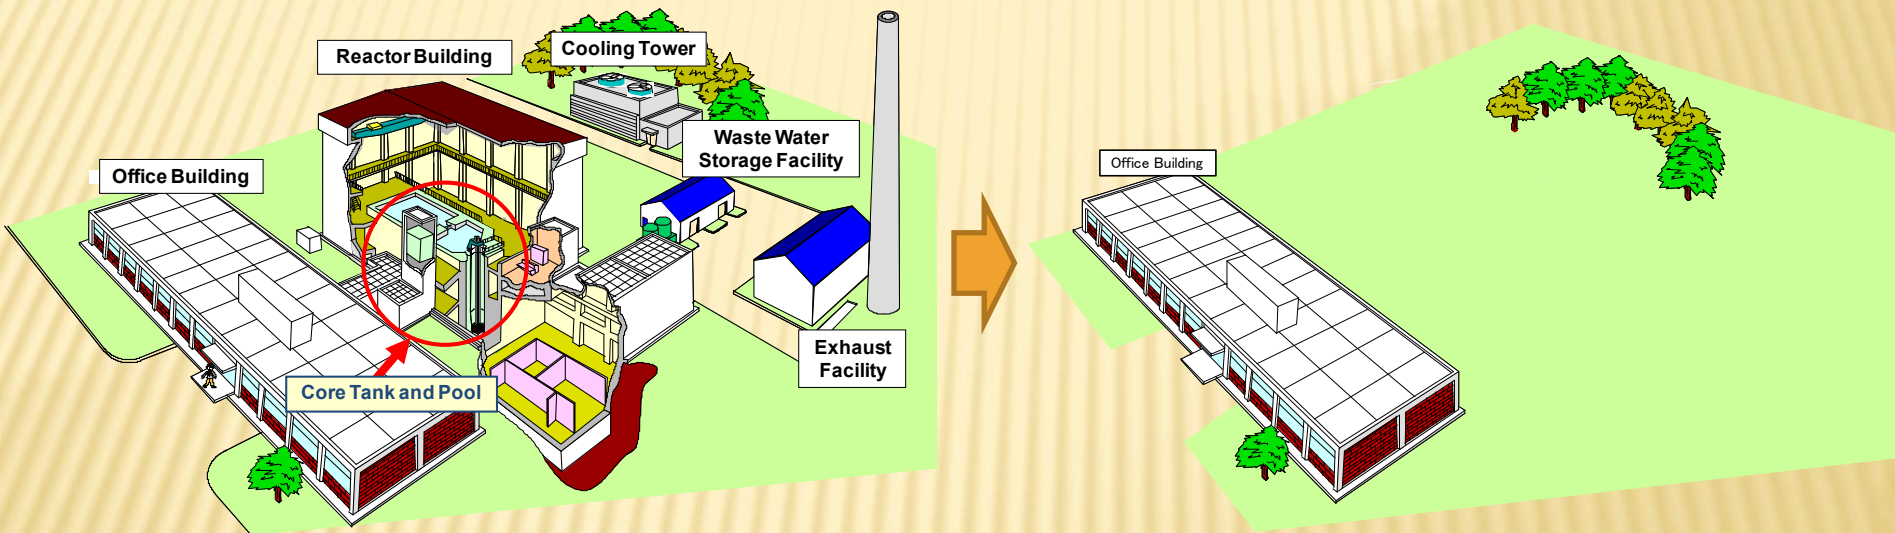 Reactor Building
Cooling Tower
Waste Water
Storage Facility
Office Building
Exhaust
Facility
Core Tank and Pool
Office Building